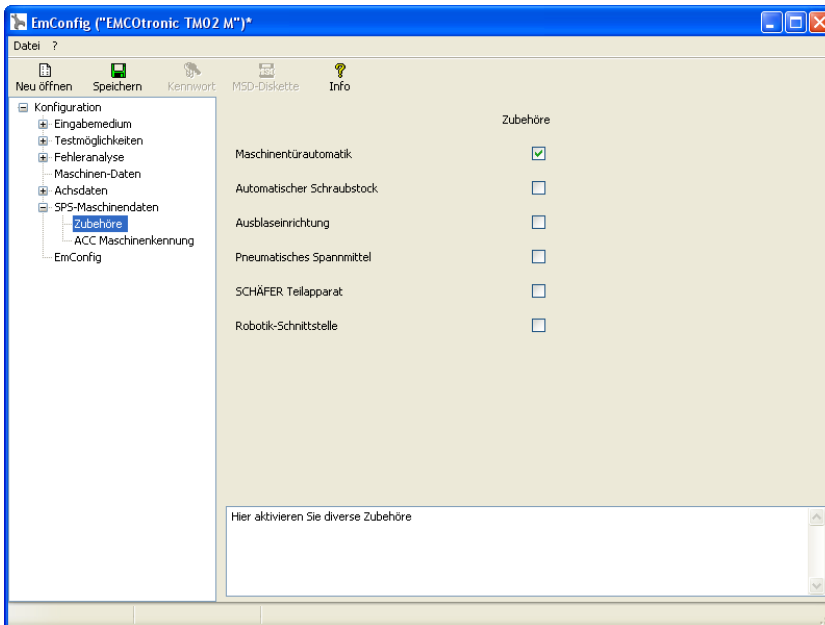 EmConfig ("EMCOtronic TM02 M")*
Datei ?
Neu öffnen Speichern Kennwort MSD-Diskette Info
Konfiguration
Eingabemedium
Testmöglichkeiten
Fehleranalyse
Maschinen-Daten
Achsdaten
SPS-Maschinendaten
Zubehöre
ACC Maschinenkennung
EmConfig
Zubehöre
Maschinentürautomatik
Automatischer Schraubstock
Ausblaseinrichtung
Pneumatisches Spannmittel
SCHÄFER Teilapparat
Robotik-Schnittstelle
Hier aktivieren Sie diverse Zubehöre